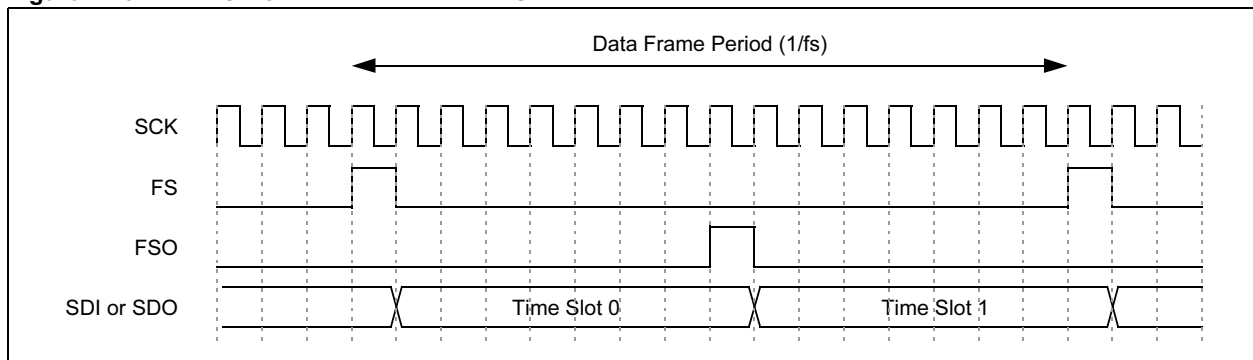 Data Frame Period (1/fs)
SCK
FS
FSO
SDI or SDO
Time Slot 0
Time Slot 1